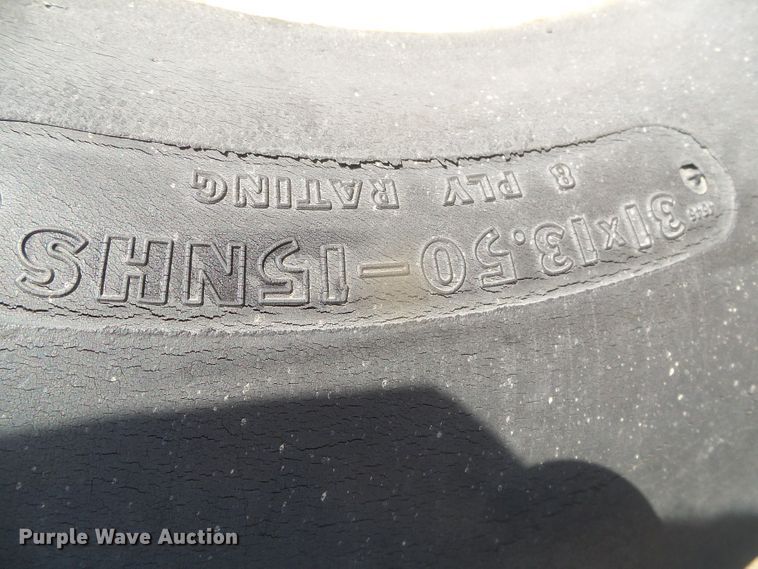 31x13.50-15NHS
8 PLY RATING
Purple Wave Auction